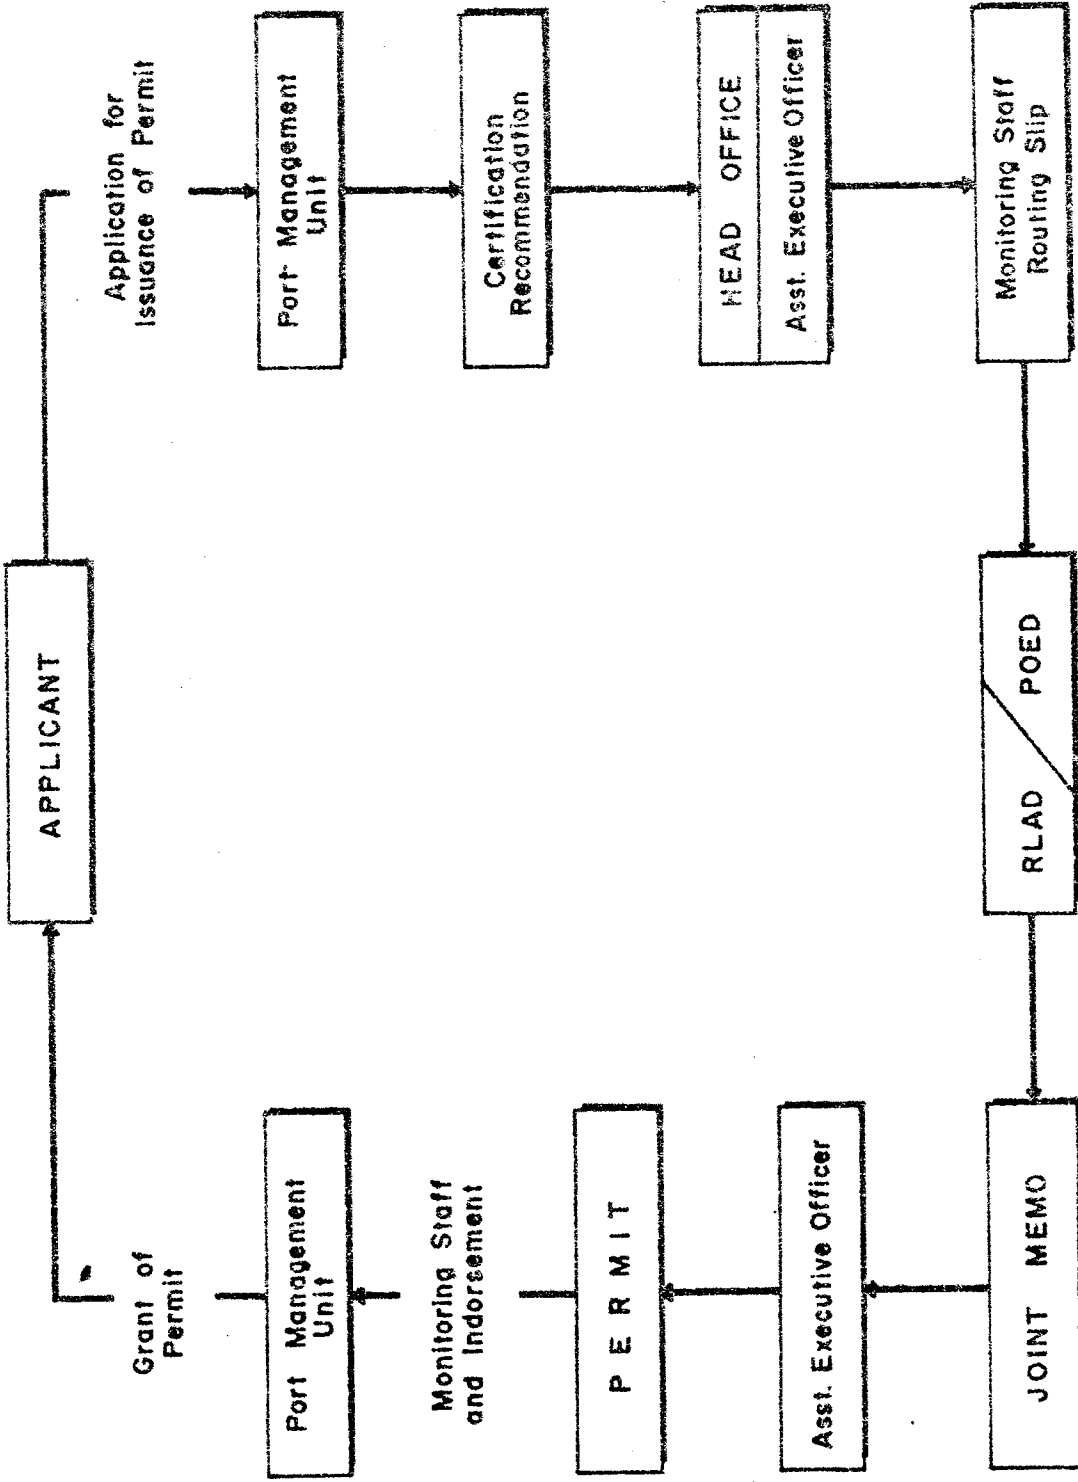 APPLICANT
Application for
Issuance of Permit
Port Management
Unit
Certification
Recommendation
HEAD OFFICE
Asst. Executive Officer
Monitoring Staff
Routing Slip
RLAD POED
JOINT MEMO
Asst. Executive Officer
PERMIT
Monitoring Staff
and Indorsement
Port Management
Unit
Grant of
Permit